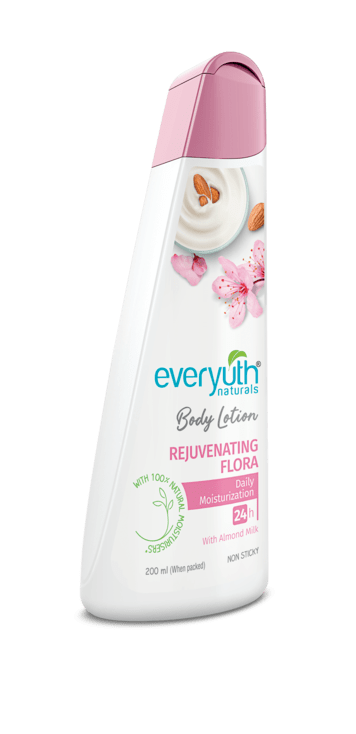 everyuth®
naturals
Body Lotion
REJUVENATING
FLORA
Daily
Moisturization
24h
With Almond Milk
WITH 100% NATURAL MOISTURISERS*
NON STICKY
200 ml (When packed)